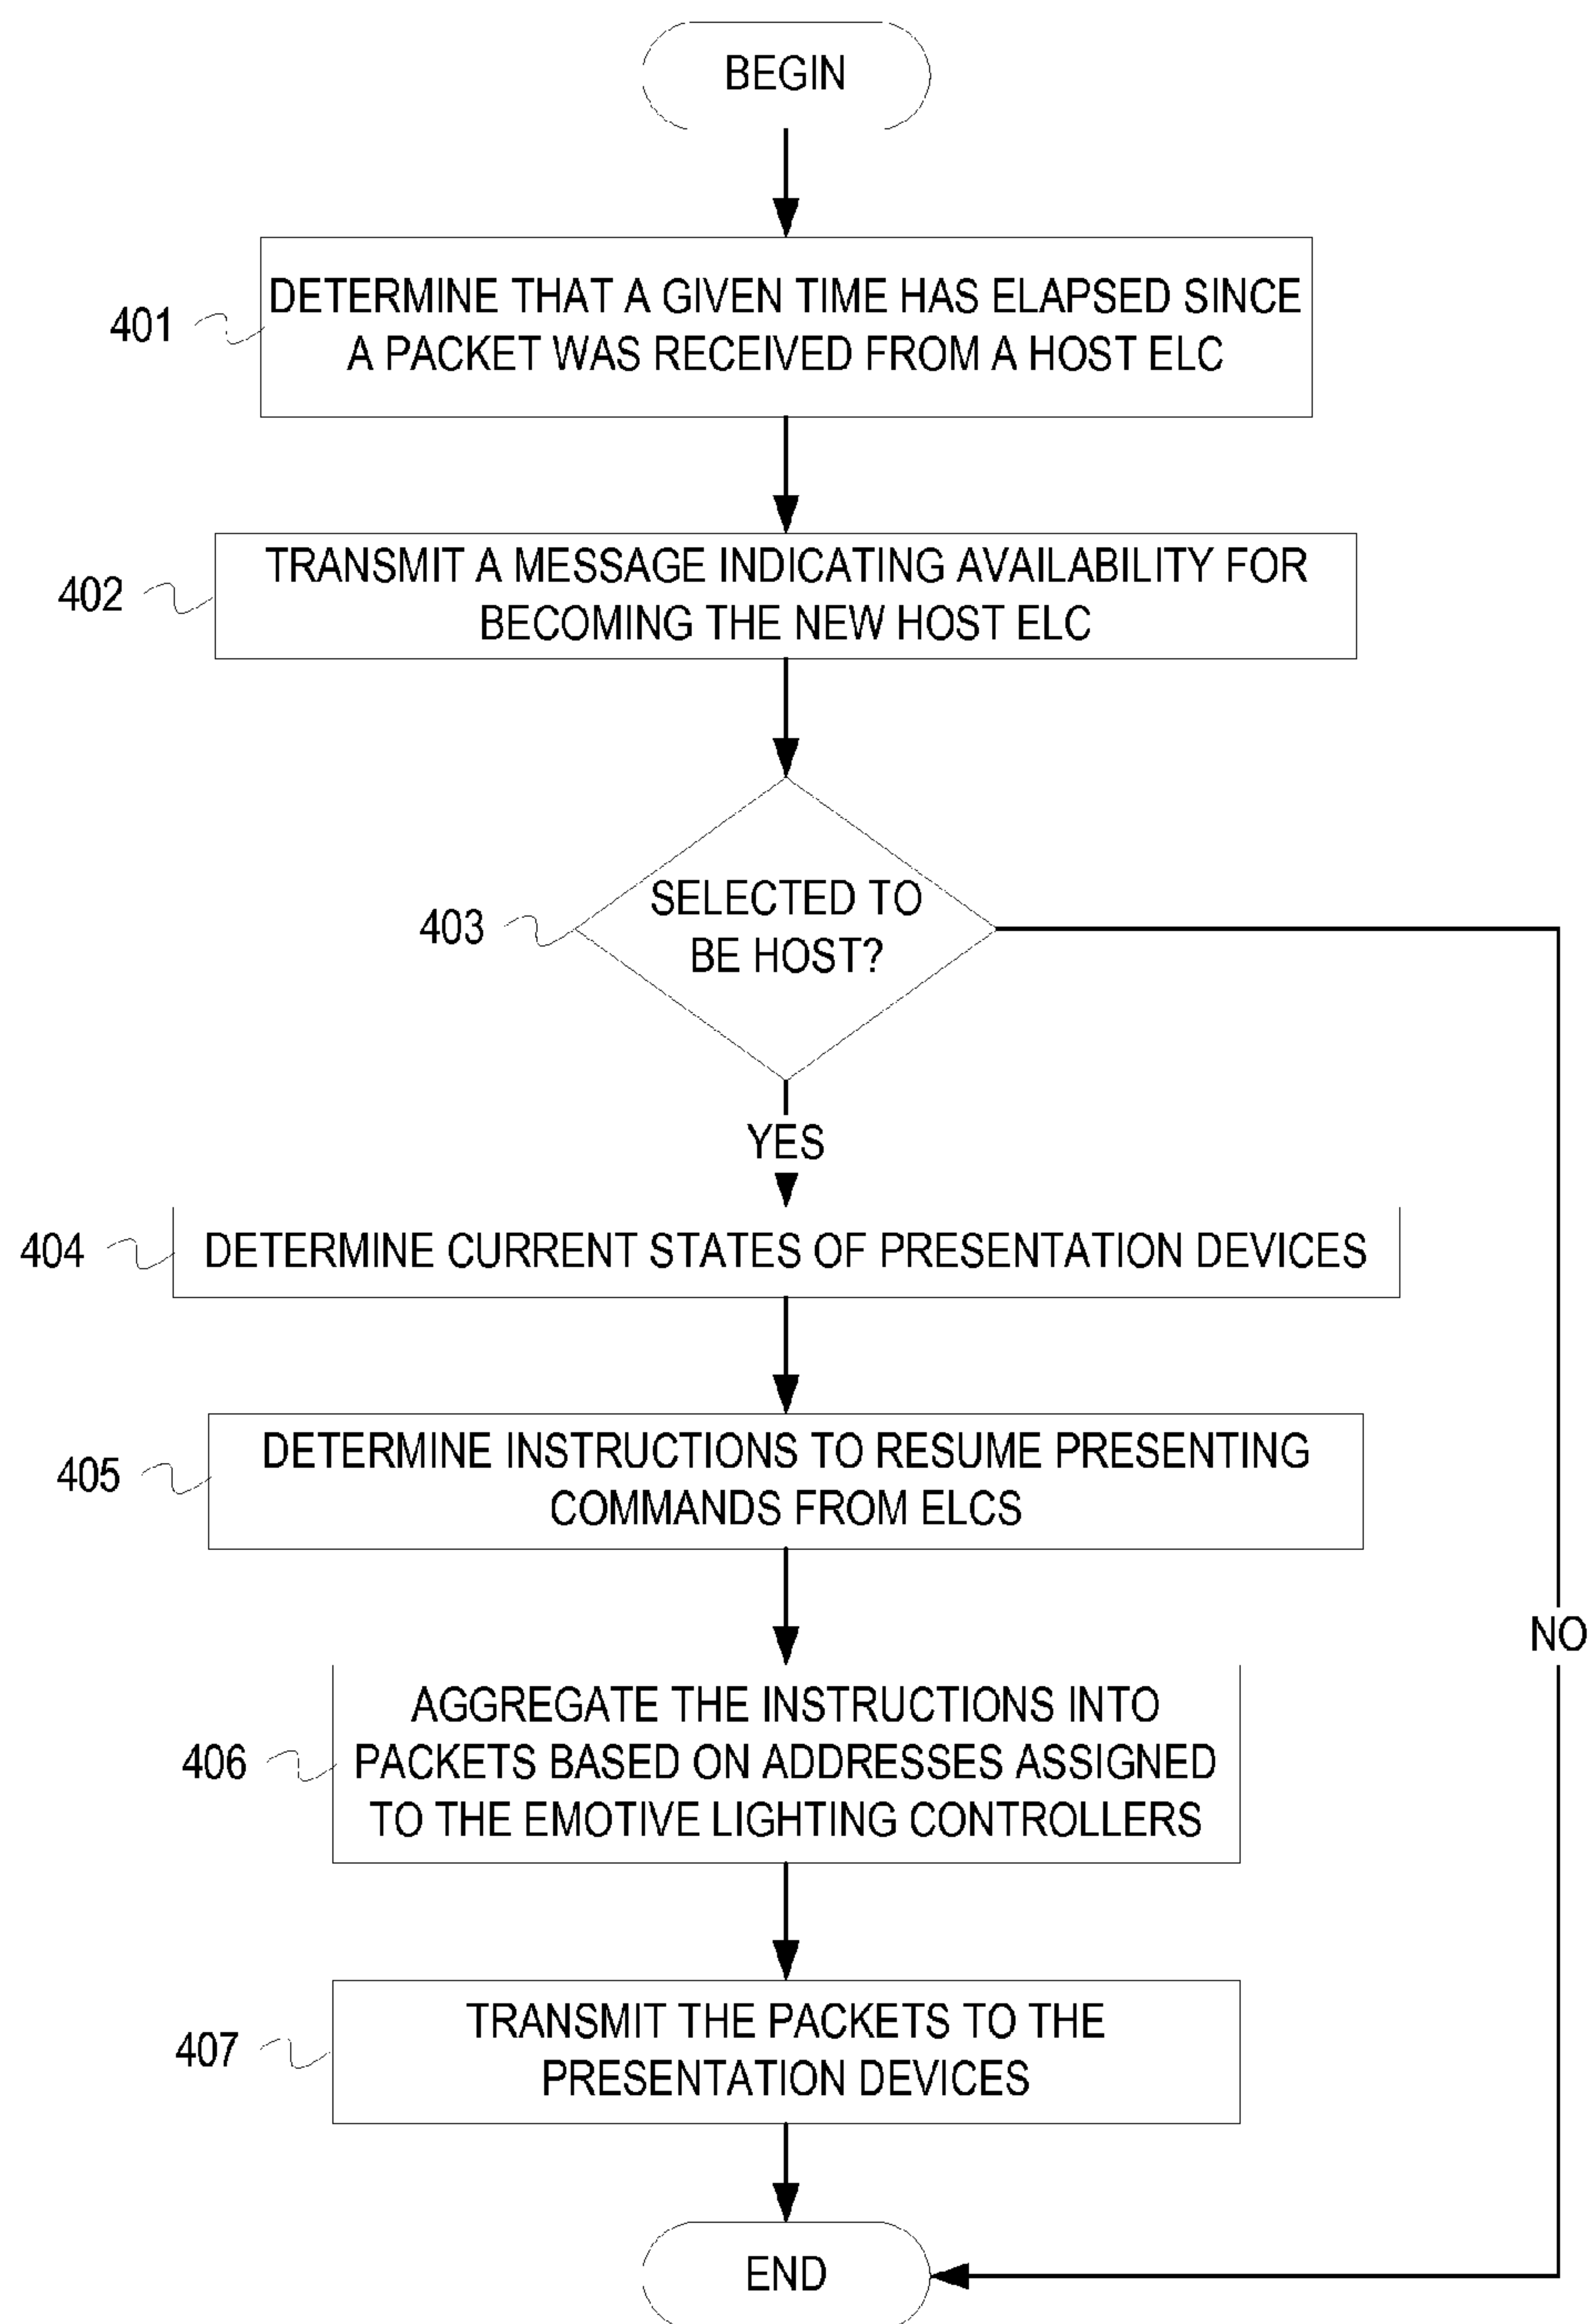 BEGIN
401
DETERMINE THAT A GIVEN TIME HAS ELAPSED SINCE
A PACKET WAS RECEIVED FROM A HOST ELC
402
TRANSMIT A MESSAGE INDICATING AVAILABILITY FOR
BECOMING THE NEW HOST ELC
403
SELECTED TO
BE HOST?
YES
404
DETERMINE CURRENT STATES OF PRESENTATION DEVICES
405
DETERMINE INSTRUCTIONS TO RESUME PRESENTING
COMMANDS FROM ELCS
NO
406
AGGREGATE THE INSTRUCTIONS INTO
PACKETS BASED ON ADDRESSES ASSIGNED
TO THE EMOTIVE LIGHTING CONTROLLERS
407
TRANSMIT THE PACKETS TO THE
PRESENTATION DEVICES
END